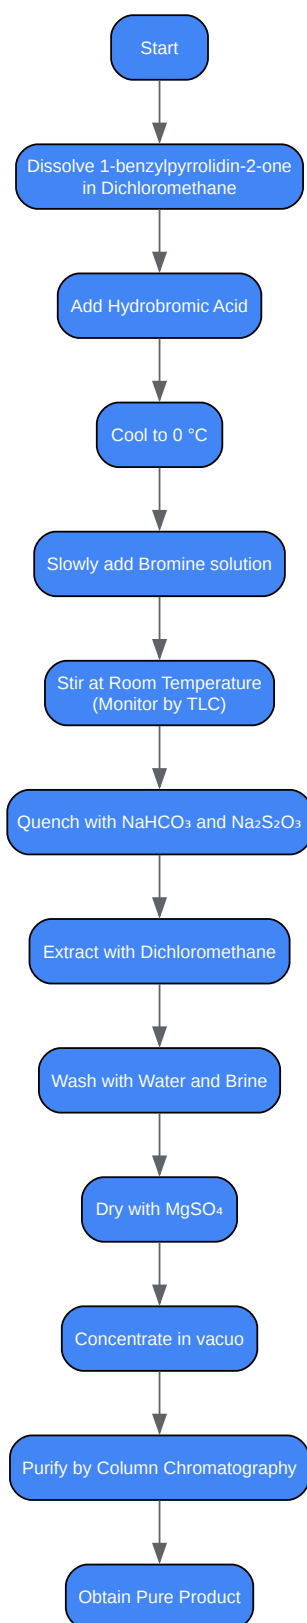 Start
Dissolve 1-benzylpyrrolidin-2-one
in Dichloromethane
Add Hydrobromic Acid
Cool to 0 °C
Slowly add Bromine solution
Stir at Room Temperature
(Monitor by TLC)
Quench with NaHCO₃ and Na₂S₂O₃
Extract with Dichloromethane
Wash with Water and Brine
Dry with MgSO₄
Concentrate in vacuo
Purify by Column Chromatography
Obtain Pure Product